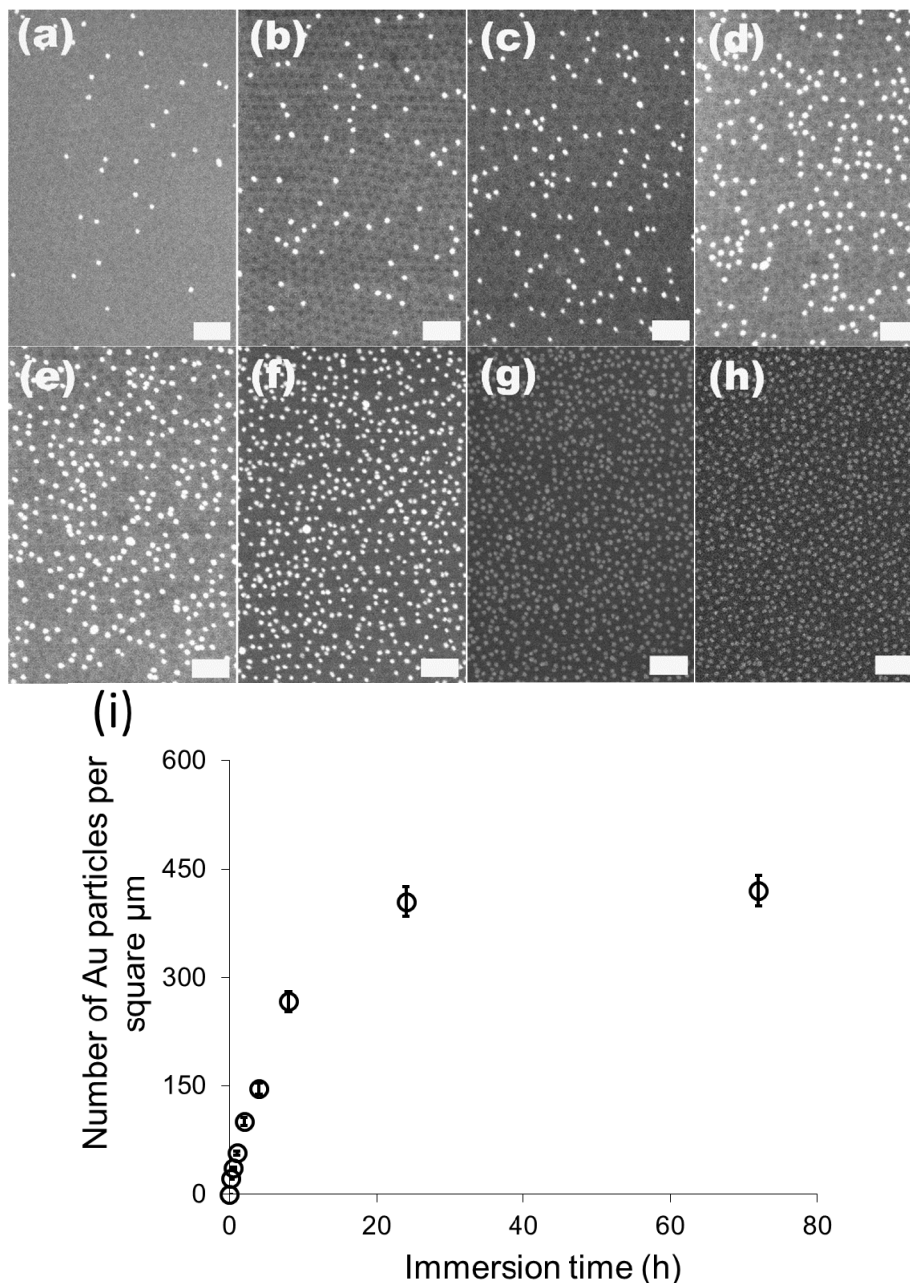 (a) (b) (c) (d)
(e) (f) (g) (h)
(i)
Number of Au particles per
square µm
600
450
300
150
0
0 20 40 60 80
Immersion time (h)